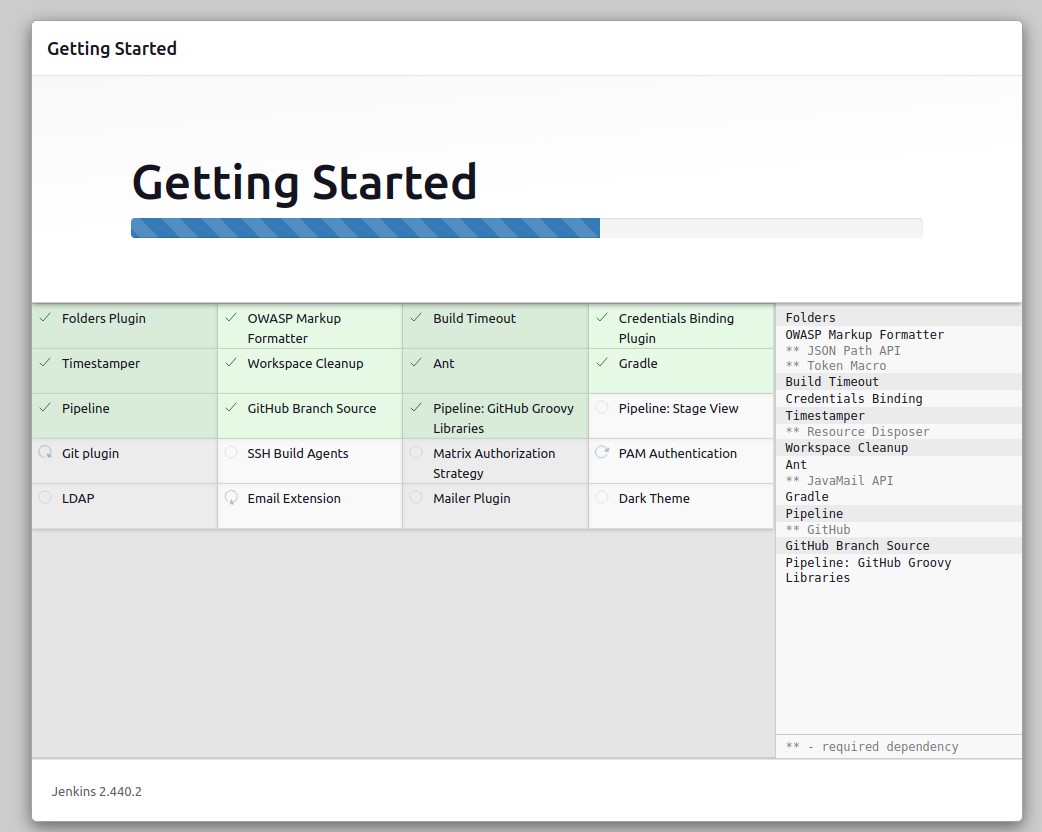 Getting Started
Getting Started
Folders Plugin
OWASP Markup
Formatter
Build Timeout
Credentials Binding
Plugin
Timestamper
Workspace Cleanup
Ant
Gradle
Pipeline
GitHub Branch Source
Pipeline: GitHub Groovy
Libraries
Pipeline: Stage View
Git plugin
SSH Build Agents
Matrix Authorization
Strategy
PAM Authentication
LDAP
Email Extension
Mailer Plugin
Dark Theme
Folders
OWASP Markup Formatter
** JSON Path API
** Token Macro
Build Timeout
Credentials Binding
Timestamper
** Resource Disposer
Workspace Cleanup
Ant
** JavaMail API
Gradle
Pipeline
** GitHub
GitHub Branch Source
Pipeline: GitHub Groovy
Libraries
** - required dependency
Jenkins 2.440.2